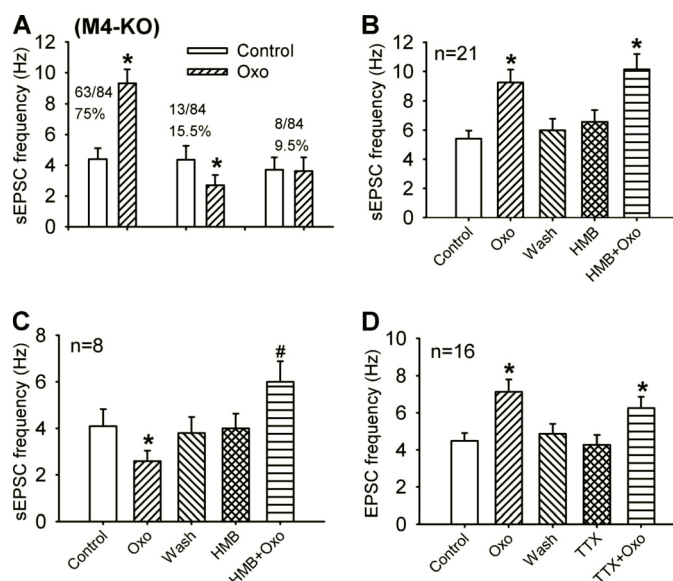 A (M4-KO)
sEPSC frequency (Hz)
12
10
8
6
4
2
0
Control
Oxo
63/84
75%
*
13/84
15.5%
*
8/84
9.5%
B
sEPSC frequency (Hz)
12
10
8
6
4
2
0
n=21
*
*
Control
Oxo
Wash
HMB
HMB+Oxo
C
sEPSC frequency (Hz)
8
6
4
2
0
n=8
*
#
Control
Oxo
Wash
HMB
HMB+Oxo
D
EPSC frequency (Hz)
10
8
6
4
2
0
n=16
*
*
Control
Oxo
Wash
TTX
TTX+Oxo